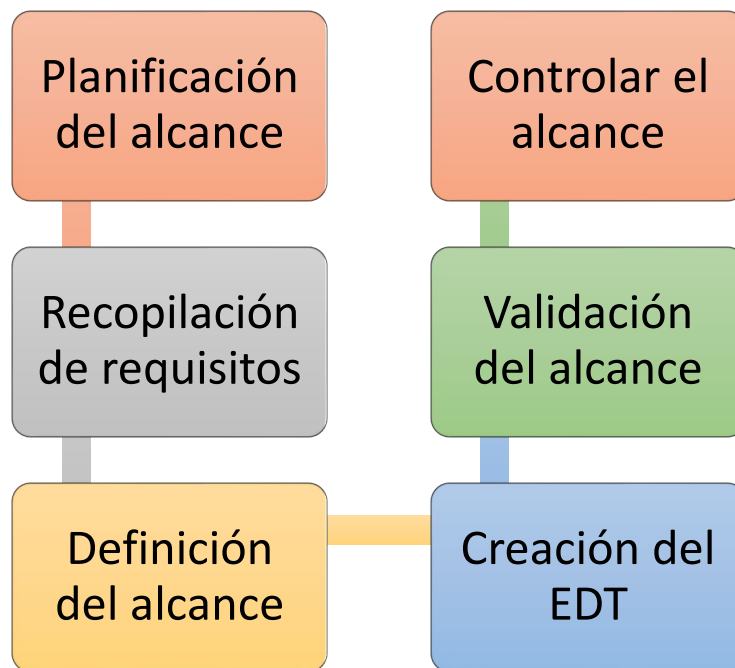 Planificación
del alcance
Recopilación
de requisitos
Definición
del alcance
Creación del
EDT
Validación
del alcance
Controlar el
alcance